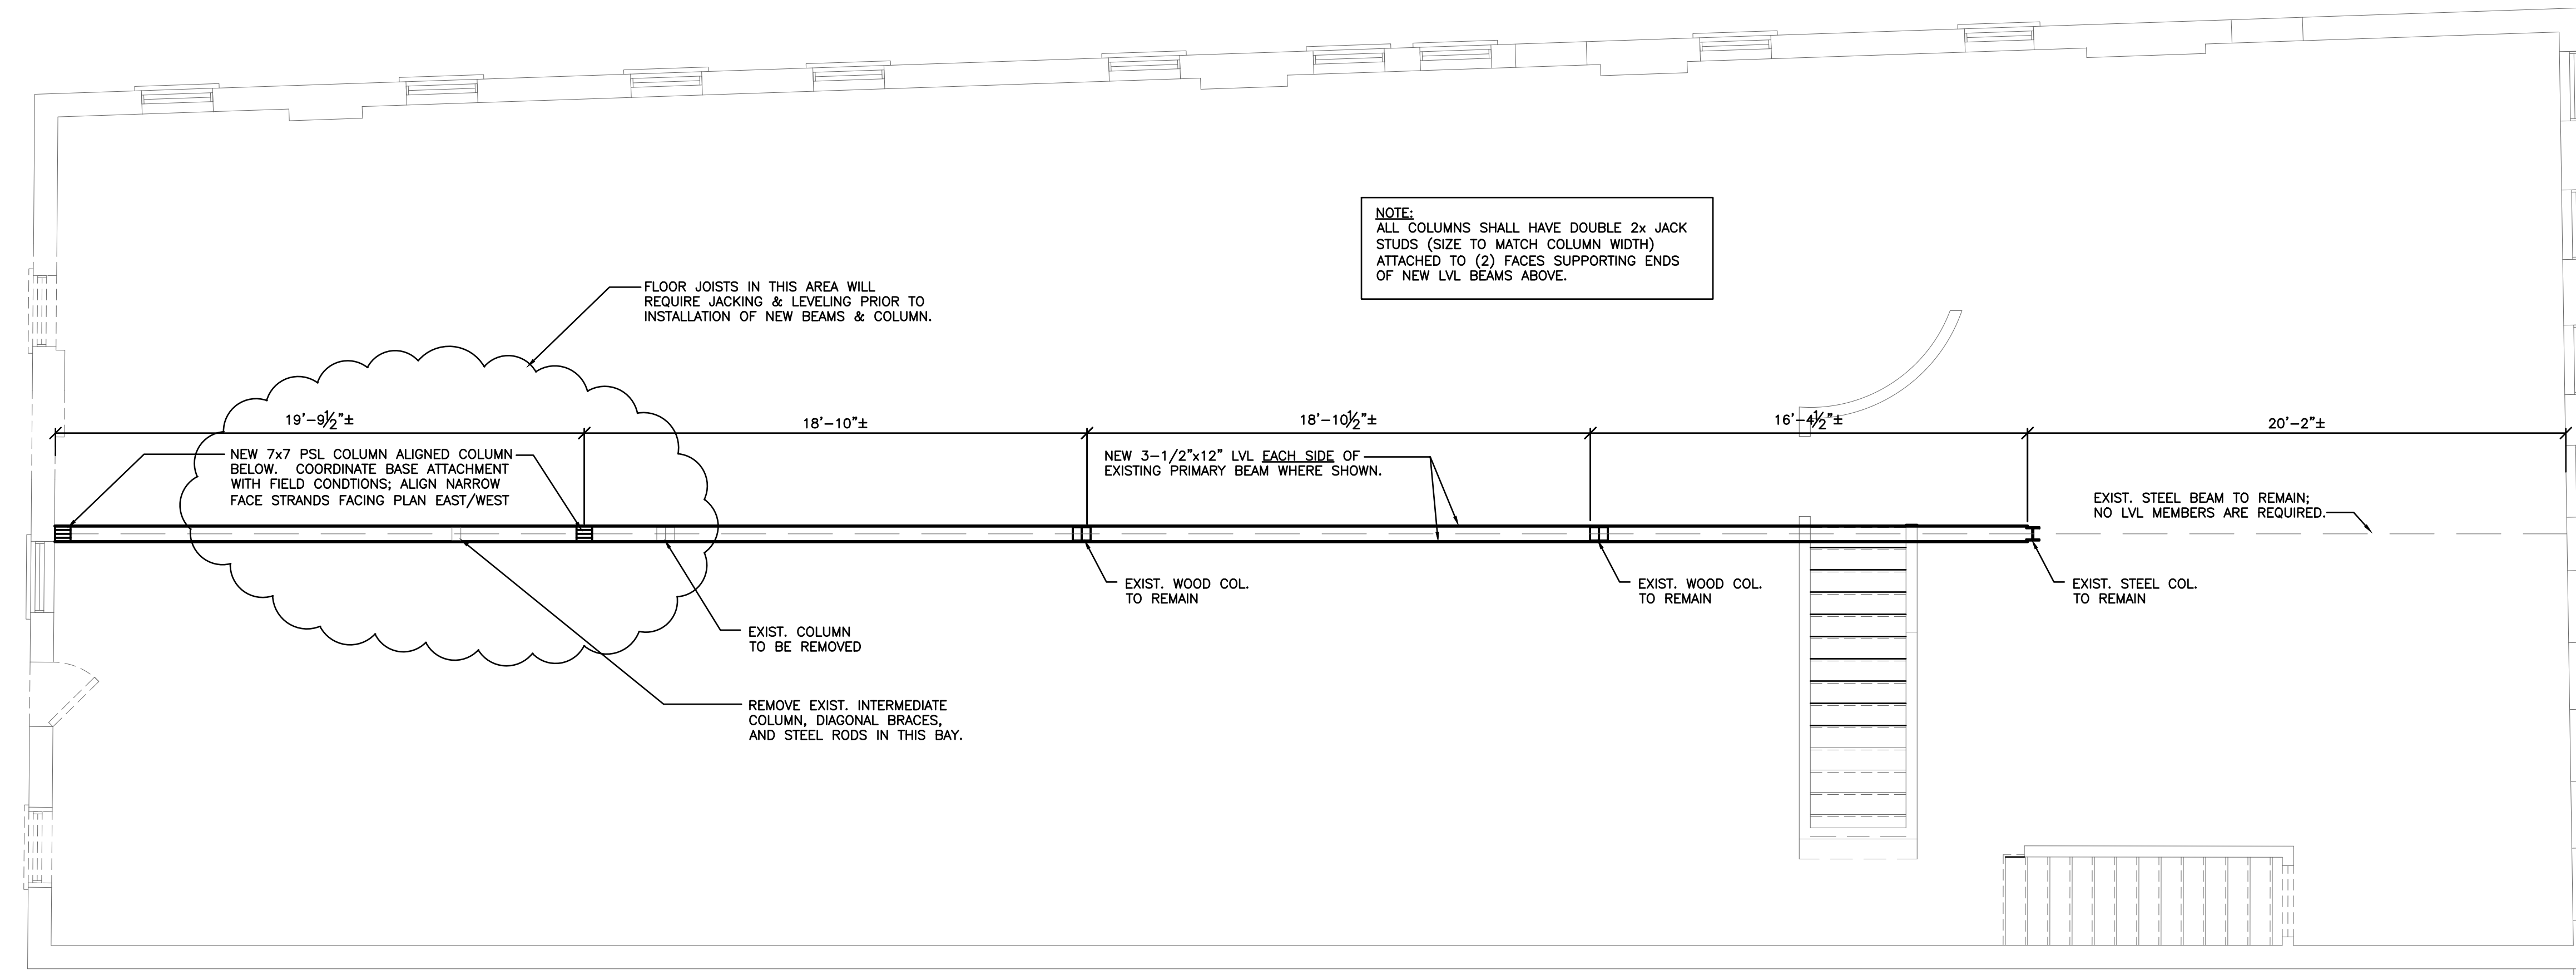 NOTE:
ALL COLUMNS SHALL HAVE DOUBLE 2x JACK
STUDS (SIZE TO MATCH COLUMN WIDTH)
ATTACHED TO (2) FACES SUPPORTING ENDS
OF NEW LVL BEAMS ABOVE.
FLOOR JOISTS IN THIS AREA WILL
REQUIRE JACKING & LEVELING PRIOR TO
INSTALLATION OF NEW BEAMS & COLUMN.
19'-9½"±
18'-10"±
18'-10½"±
16'-4½"±
20'-2"±
NEW 7x7 PSL COLUMN ALIGNED COLUMN
BELOW. COORDINATE BASE ATTACHMENT
WITH FIELD CONDTIONS; ALIGN NARROW
FACE STRANDS FACING PLAN EAST/WEST
NEW 3-1/2"x12" LVL EACH SIDE OF
EXISTING PRIMARY BEAM WHERE SHOWN.
EXIST. STEEL BEAM TO REMAIN;
NO LVL MEMBERS ARE REQUIRED.
EXIST. WOOD COL.
TO REMAIN
EXIST. WOOD COL.
TO REMAIN
EXIST. STEEL COL.
TO REMAIN
EXIST. COLUMN
TO BE REMOVED
REMOVE EXIST. INTERMEDIATE
COLUMN, DIAGONAL BRACES,
AND STEEL RODS IN THIS BAY.